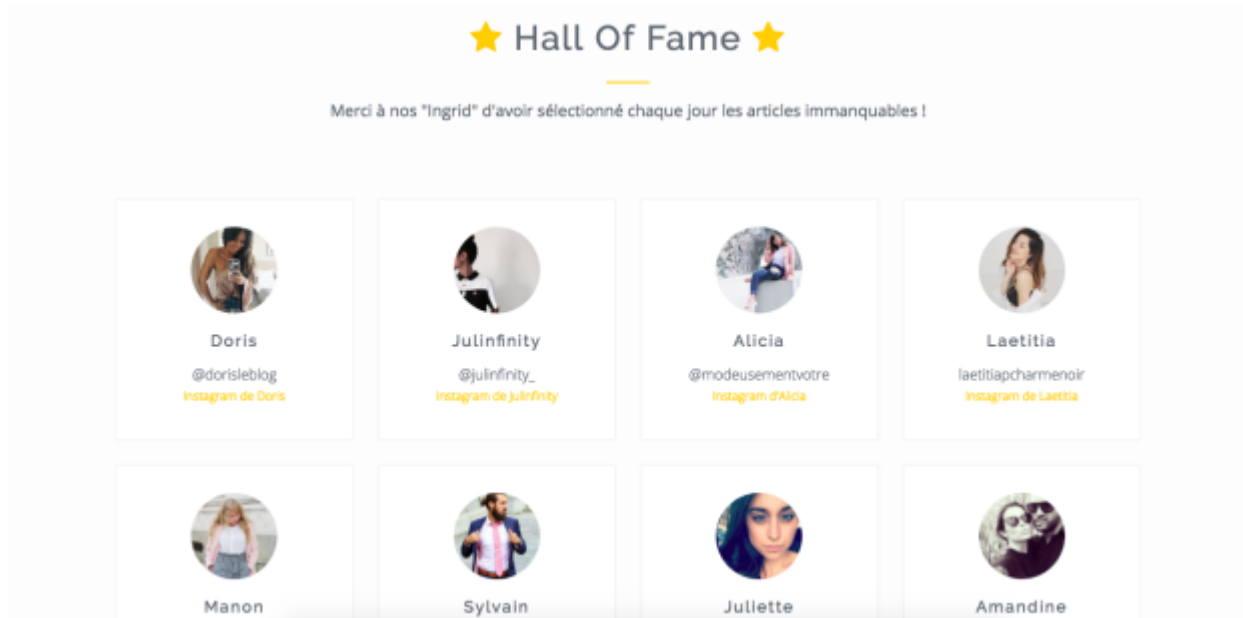 Hall Of Fame
Merci à nos "Ingrid" d'avoir sélectionné chaque jour les articles immanquables !
Doris
@dorisleblog
Instagram de Doris
Julinfinity
@julinfinity_
Instagram de Julinfinity
Alicia
@modeusementvotre
Instagram d'Alicia
Laetitia
laetitiapcharmenoir
Instagram de Laetitia
Manon
Sylvain
Juliette
Amandine